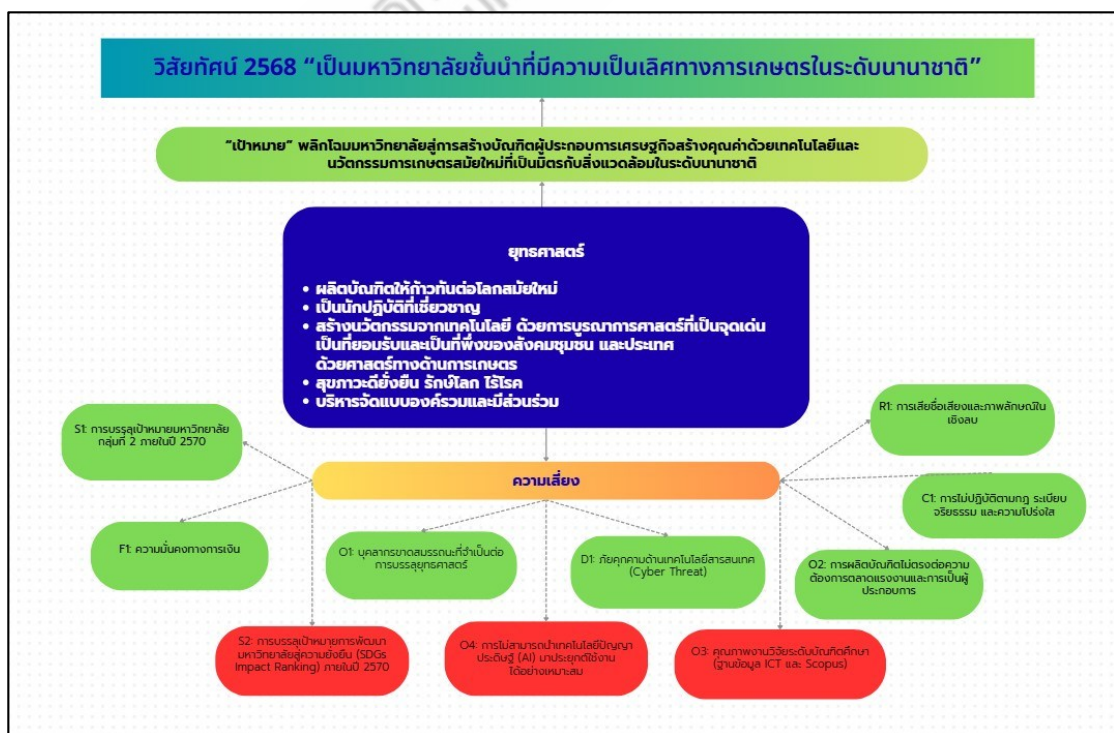 วิสัยทัศน์ 2568 “เป็นมหาวิทยาลัยชั้นนำที่มีความเป็นเลิศทางการเกษตรในระดับนานาชาติ”
“เป้าหมาย” พลิกโฉมมหาวิทยาลัยสู่การสร้างบัณฑิตผู้ประกอบการเศรษฐกิจสร้างคุณค่าด้วยเทคโนโลยีและ
นวัตกรรมการเกษตรสมัยใหม่ที่เป็นมิตรกับสิ่งแวดล้อมในระดับนานาชาติ
ยุทธศาสตร์
• ผลิตบัณฑิตให้ก้าวทันต่อโลกสมัยใหม่
• เป็นนักปฏิบัติที่เชี่ยวชาญ
• สร้างนวัตกรรมจากเทคโนโลยี ด้วยการบูรณาการศาสตร์ที่เป็นจุดเด่น
เป็นที่ยอมรับและเป็นที่พึ่งของสังคมชุมชน และประเทศ
ด้วยศาสตร์ทางด้านการเกษตร
• สุขภาวะดียั่งยืน รักษ์โลก ไร้โรค
• บริหารจัดแบบองค์รวมและมีส่วนร่วม
ความเสี่ยง
S1: การบรรลุเป้าหมายมหาวิทยาลัย
กลุ่มที่ 2 ภายในปี 2570
R1: การเสียชื่อเสียงและภาพลักษณ์ใน
เชิงลบ
F1: ความมั่นคงทางการเงิน
O1: บุคลากรขาดสมรรถนะที่จำเป็นต่อ
การบรรลุยุทธศาสตร์
D1: ภัยคุกคามด้านเทคโนโลยีสารสนเทศ
(Cyber Threat)
C1: การไม่ปฏิบัติตามกฎ ระเบียบ
จริยธรรม และความโปร่งใส
O2: การผลิตบัณฑิตไม่ตรงต่อความ
ต้องการตลาดแรงงานและการเป็นผู้
ประกอบการ
S2: การบรรลุเป้าหมายการพัฒนา
มหาวิทยาลัยสู่ความยั่งยืน (SDGs
Impact Ranking) ภายในปี 2570
O4: การไม่สามารถนำเทคโนโลยีปัญญา
ประดิษฐ์ (AI) มาประยุกต์ใช้งาน
ได้อย่างเหมาะสม
O3: คุณภาพงานวิจัยระดับบัณฑิตศึกษา
(ฐานข้อมูล ICT และ Scopus)